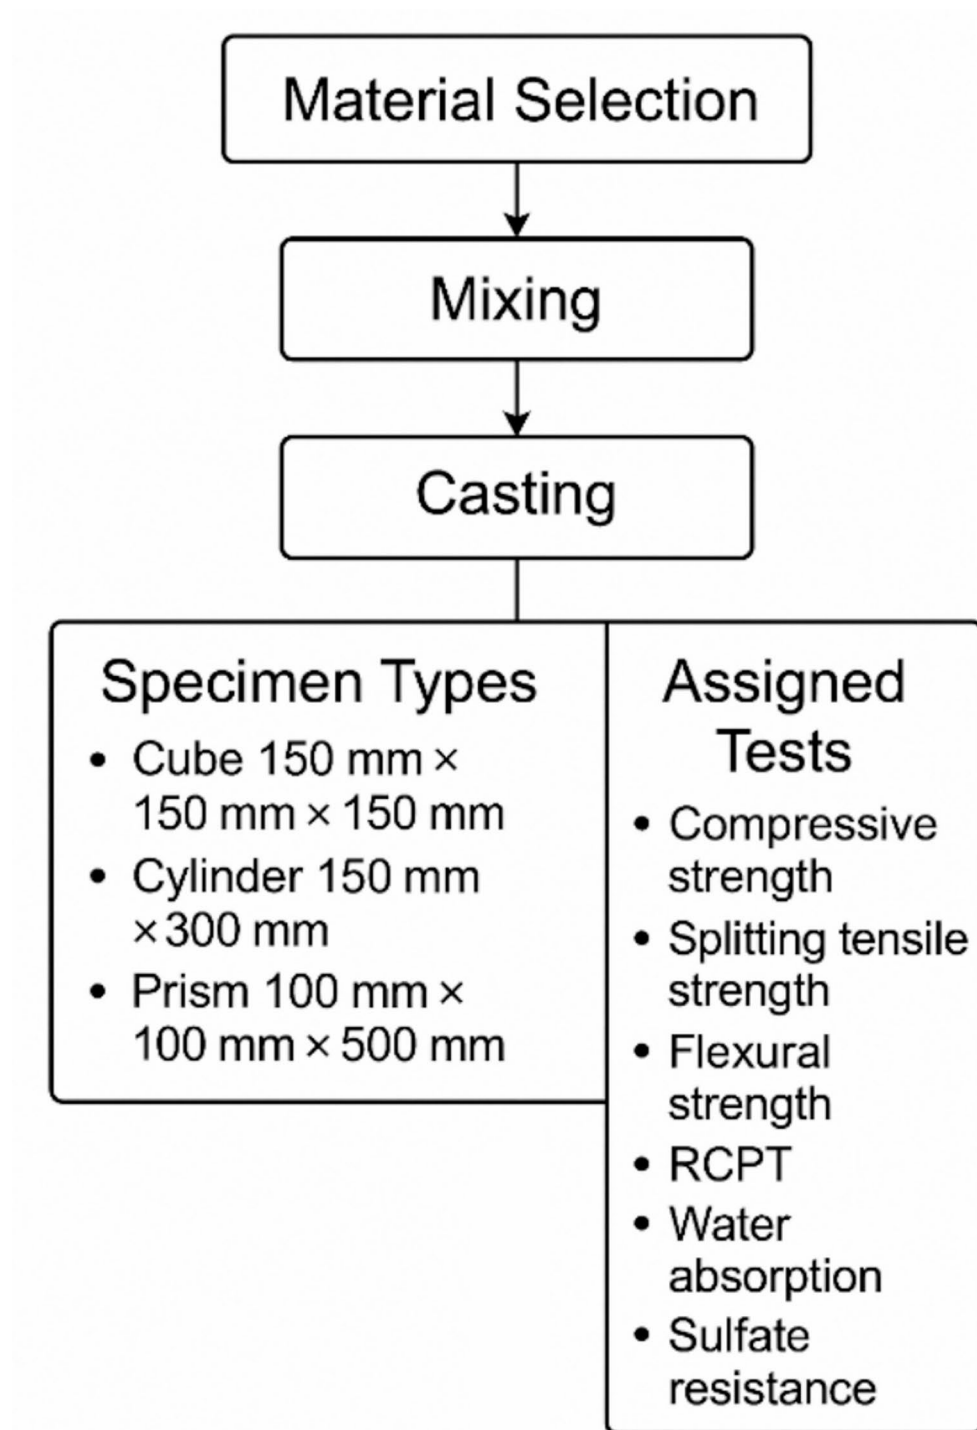 Material Selection
Mixing
Casting
Specimen Types
• Cube 150 mm ×
150 mm × 150 mm
• Cylinder 150 mm
× 300 mm
• Prism 100 mm ×
100 mm × 500 mm
Assigned
Tests
• Compressive
strength
• Splitting tensile
strength
• Flexural
strength
• RCPT
• Water
absorption
• Sulfate
resistance